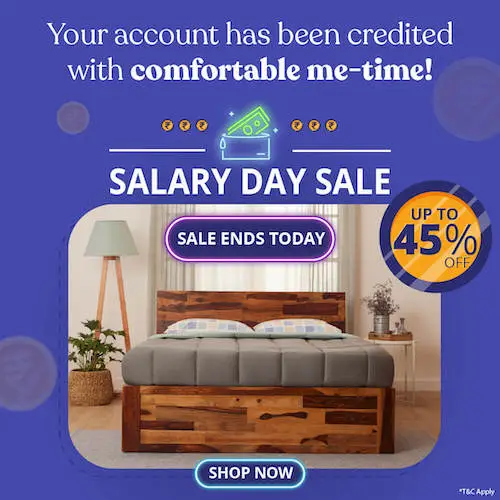 Your account has been credited
with comfortable me-time!
₹ ₹ ₹ ₹ ₹ ₹
SALARY DAY SALE
SALE ENDS TODAY
UP TO
45%
OFF
SHOP NOW
*T&C Apply